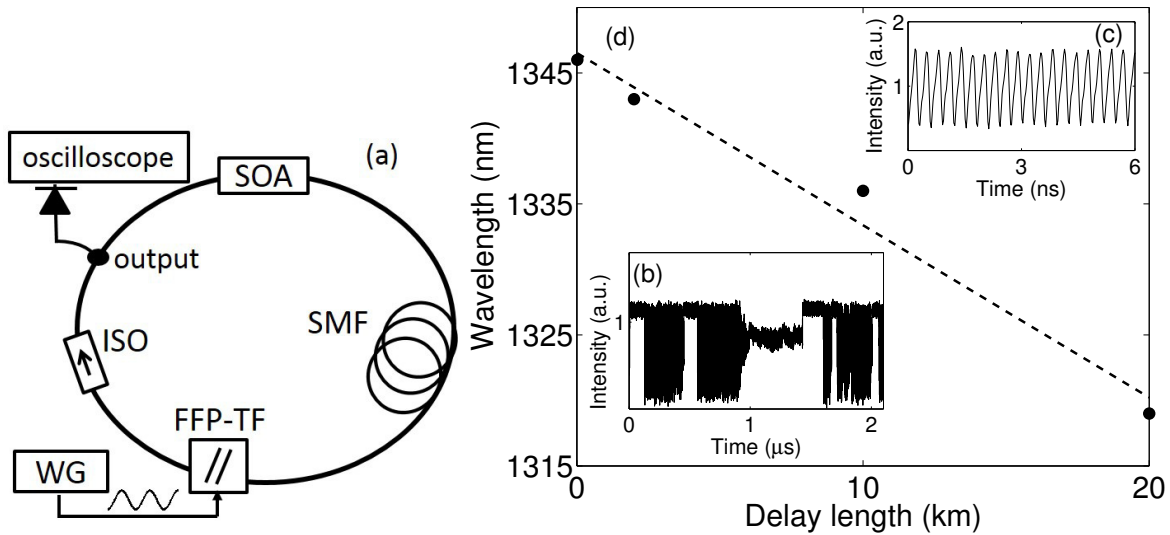 (a)
oscilloscope
SOA
output
SMF
ISO
FFP-TF
WG
(d)
Wavelength (nm)
1345
1335
1325
1315
0
10
20
Delay length (km)
(c)
Intensity (a.u.)
2
1
0
3
6
Time (ns)
(b)
Intensity (a.u.)
1
0
1
2
Time (μs)